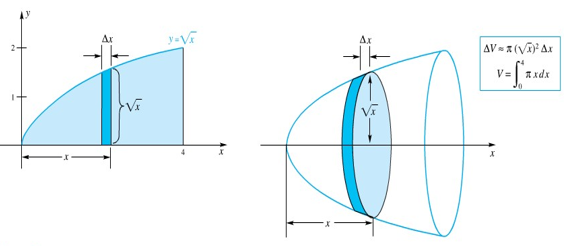 y
Δx
y = √x
2
1
√x
x
4
x
Δx
√x
x
x
ΔV ≈ π (√x)² Δx
V = ∫₀⁴ π x dx